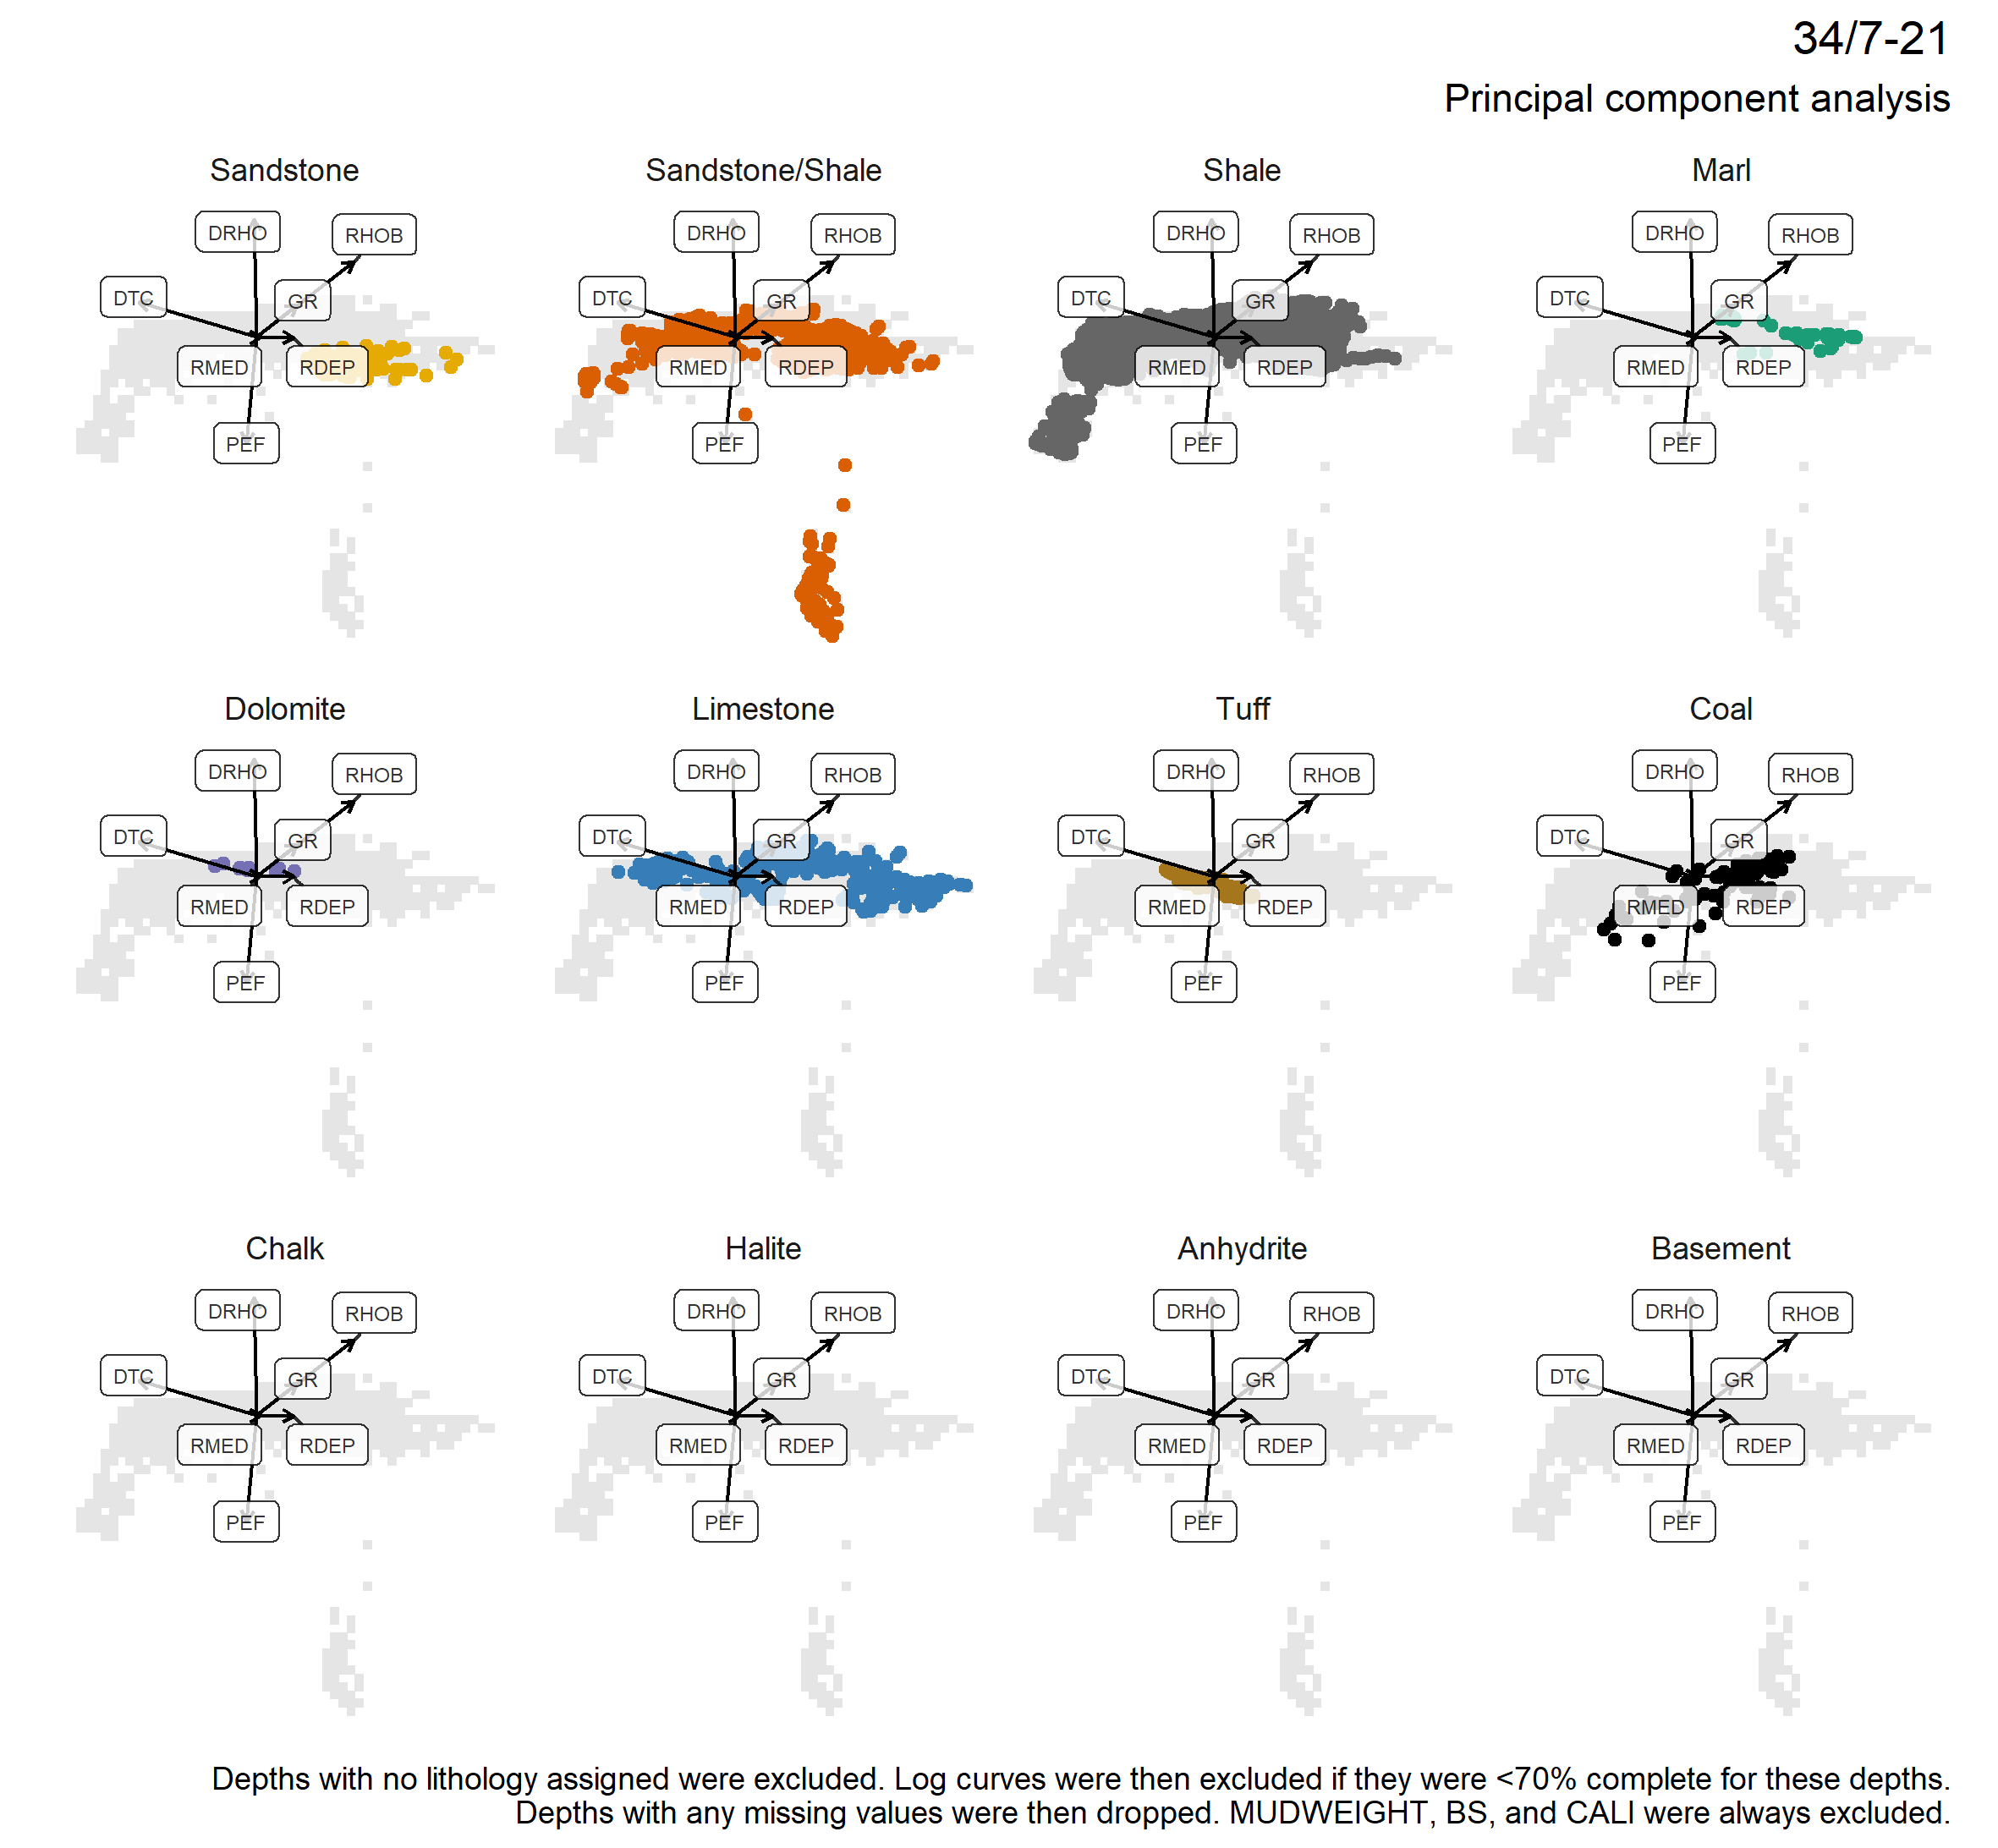 34/7-21
Principal component analysis
Sandstone
Sandstone/Shale
Shale
Marl
DRHO
RHOB
DTC
GR
RMED
RDEP
PEF
DRHO
RHOB
DTC
GR
RMED
RDEP
PEF
DRHO
RHOB
DTC
GR
RMED
RDEP
PEF
DRHO
RHOB
DTC
GR
RMED
RDEP
PEF
Dolomite
Limestone
Tuff
Coal
DRHO
RHOB
DTC
GR
RMED
RDEP
PEF
DRHO
RHOB
DTC
GR
RMED
RDEP
PEF
DRHO
RHOB
DTC
GR
RMED
RDEP
PEF
DRHO
RHOB
DTC
GR
RMED
RDEP
PEF
Chalk
Halite
Anhydrite
Basement
DRHO
RHOB
DTC
GR
RMED
RDEP
PEF
DRHO
RHOB
DTC
GR
RMED
RDEP
PEF
DRHO
RHOB
DTC
GR
RMED
RDEP
PEF
DRHO
RHOB
DTC
GR
RMED
RDEP
PEF
Depths with no lithology assigned were excluded. Log curves were then excluded if they were <70% complete for these depths.
Depths with any missing values were then dropped. MUDWEIGHT, BS, and CALI were always excluded.